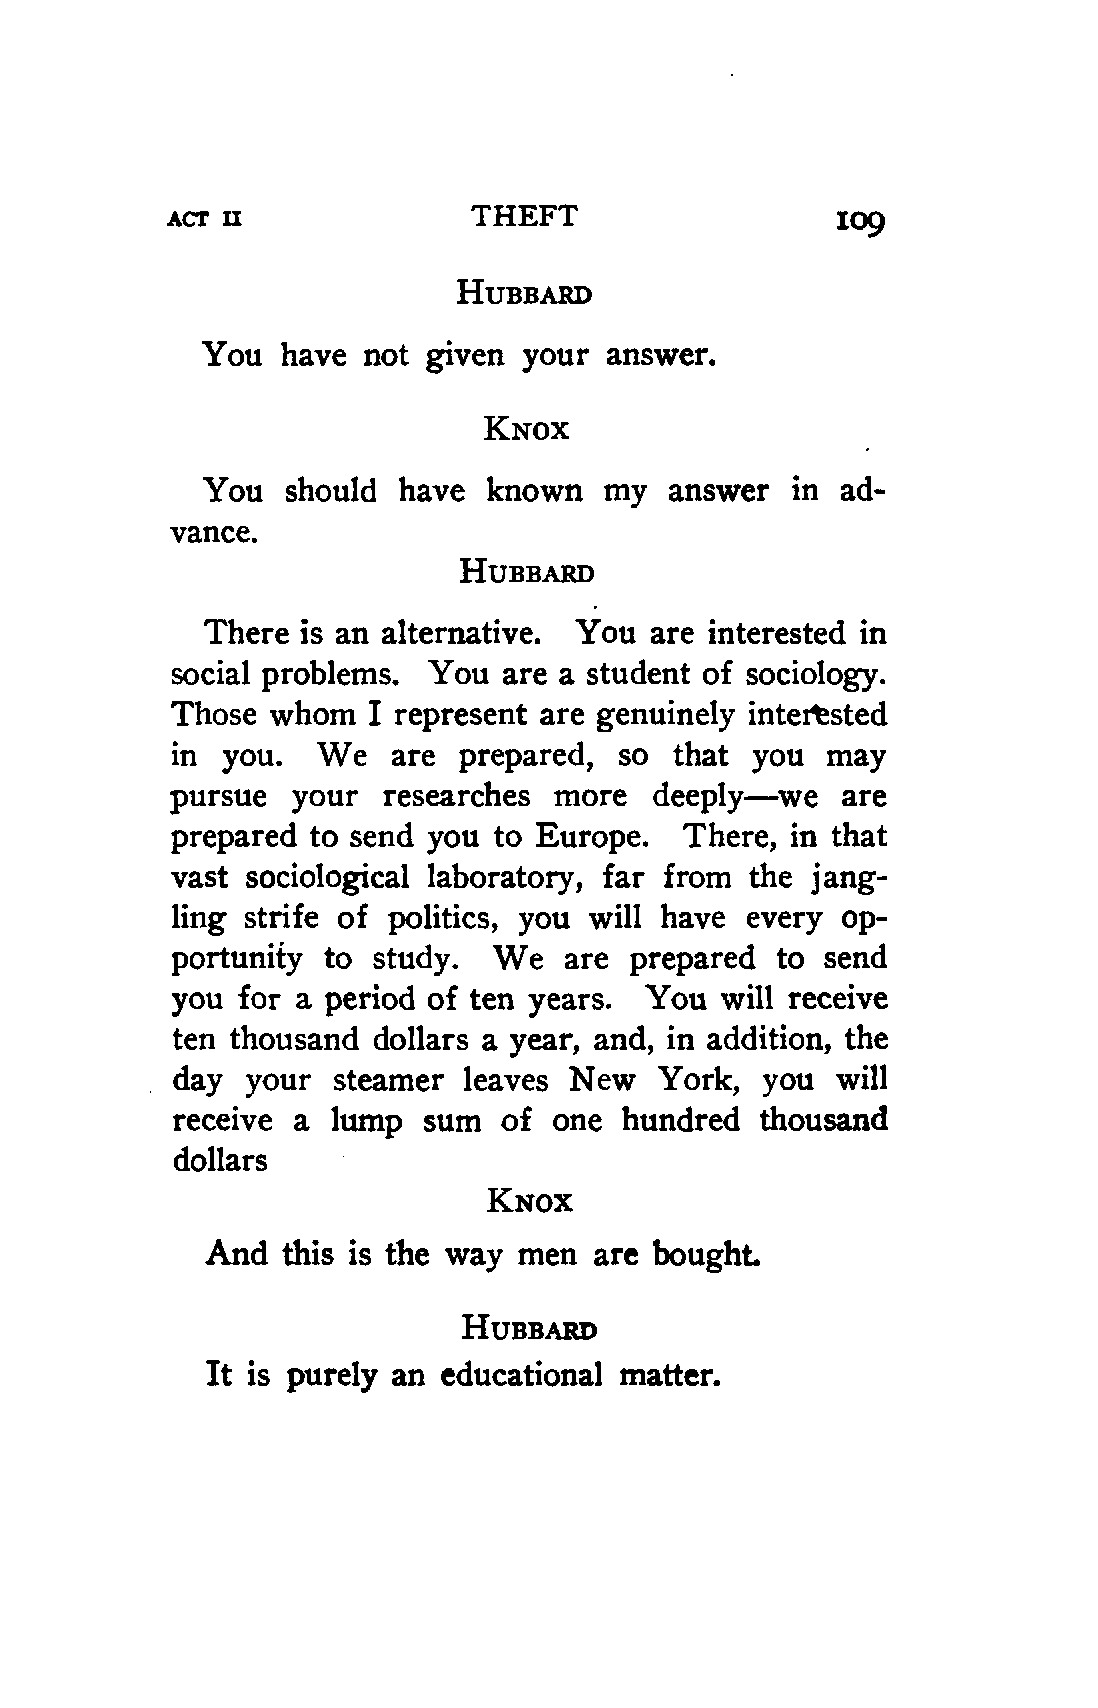 ACT II THEFT 109
HUBBARD
You have not given your answer.
KNOX
You should have known my answer in ad-
vance.
HUBBARD
There is an alternative. You are interested in
social problems. You are a student of sociology.
Those whom I represent are genuinely interested
in you. We are prepared, so that you may
pursue your researches more deeply—we are
prepared to send you to Europe. There, in that
vast sociological laboratory, far from the jang-
ling strife of politics, you will have every op-
portunity to study. We are prepared to send
you for a period of ten years. You will receive
ten thousand dollars a year, and, in addition, the
day your steamer leaves New York, you will
receive a lump sum of one hundred thousand
dollars
KNOX
And this is the way men are bought.
HUBBARD
It is purely an educational matter.